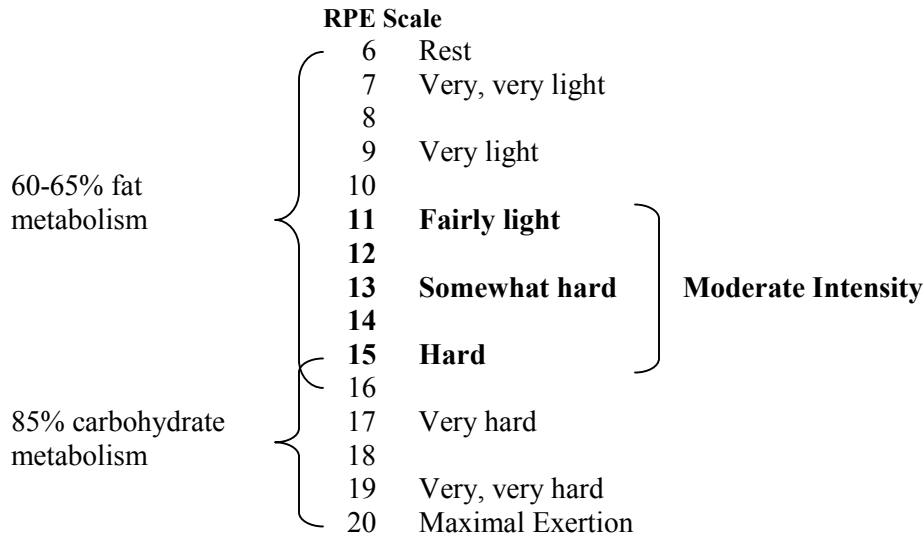 RPE Scale
6 Rest
7 Very, very light
8
9 Very light
10
60-65% fat
metabolism
11 Fairly light
12
13 Somewhat hard
Moderate Intensity
14
15 Hard
16
85% carbohydrate
metabolism
17 Very hard
18
19 Very, very hard
20 Maximal Exertion